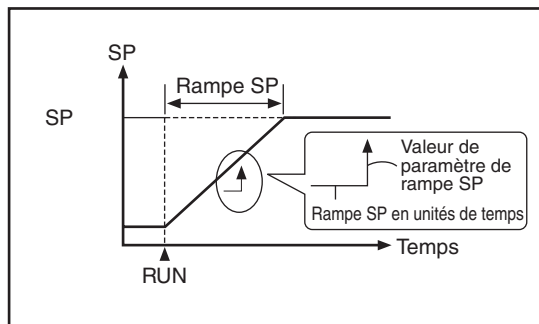 SP
Rampe SP
SP
Valeur de
paramètre de
rampe SP
Rampe SP en unités de temps
Temps
RUN